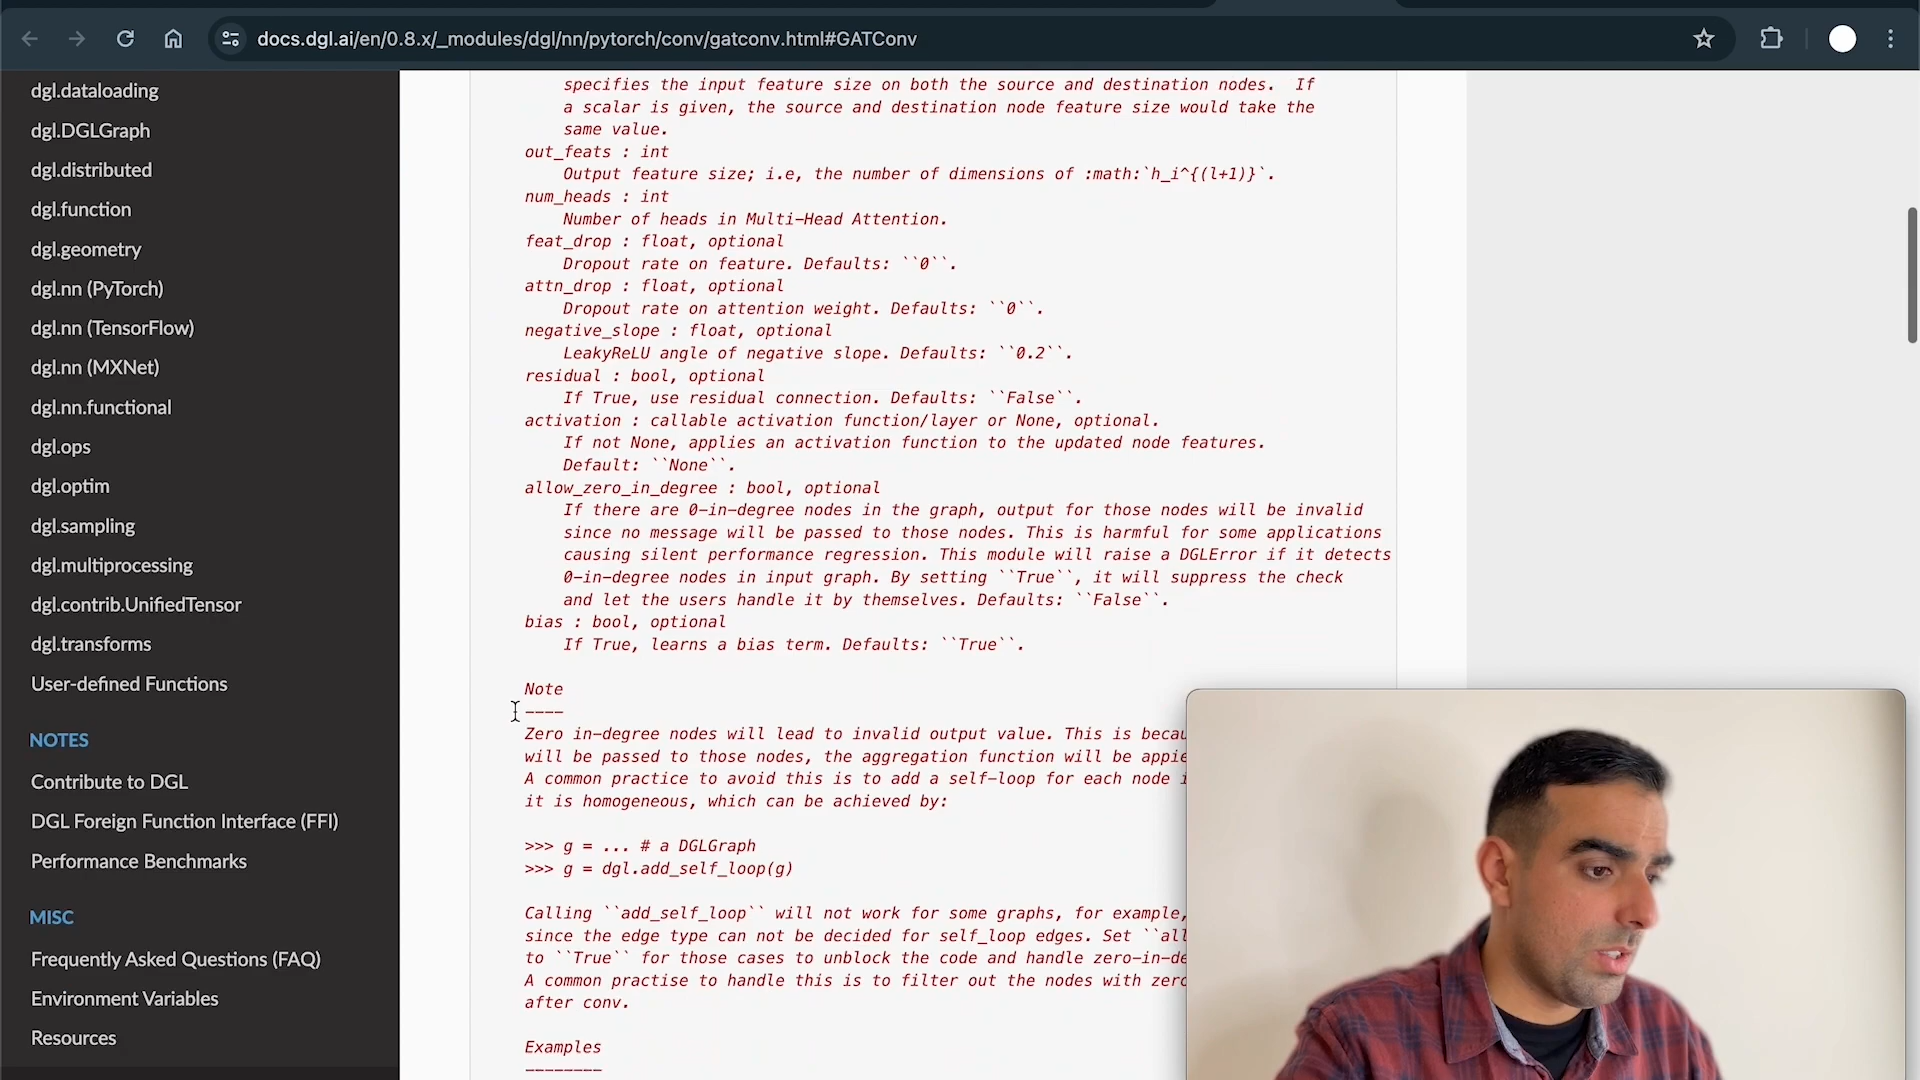 docs.dgl.ai/en/0.8.x/_modules/dgl/nn/pytorch/conv/gatconv.html#GATConv
dgl.dataloading
dgl.DGLGraph
dgl.distributed
dgl.function
dgl.geometry
dgl.nn (PyTorch)
dgl.nn (TensorFlow)
dgl.nn (MXNet)
dgl.nn.functional
dgl.ops
dgl.optim
dgl.sampling
dgl.multiprocessing
dgl.contrib.UnifiedTensor
dgl.transforms
User-defined Functions
NOTES
Contribute to DGL
DGL Foreign Function Interface (FFI)
Performance Benchmarks
MISC
Frequently Asked Questions (FAQ)
Environment Variables
Resources
specifies the input feature size on both the source and destination nodes.  If
a scalar is given, the source and destination node feature size would take the
same value.
out_feats : int
Output feature size; i.e, the number of dimensions of :math:`h_i^{(l+1)}`.
num_heads : int
Number of heads in Multi-Head Attention.
feat_drop : float, optional
Dropout rate on feature. Defaults: ``0``.
attn_drop : float, optional
Dropout rate on attention weight. Defaults: ``0``.
negative_slope : float, optional
LeakyReLU angle of negative slope. Defaults: ``0.2``.
residual : bool, optional
If True, use residual connection. Defaults: ``False``.
activation : callable activation function/layer or None, optional.
If not None, applies an activation function to the updated node features.
Default: ``None``.
allow_zero_in_degree : bool, optional
If there are 0-in-degree nodes in the graph, output for those nodes will be invalid
since no message will be passed to those nodes. This is harmful for some applications
causing silent performance regression. This module will raise a DGLError if it detects
0-in-degree nodes in input graph. By setting ``True``, it will suppress the check
and let the users handle it by themselves. Defaults: ``False``.
bias : bool, optional
If True, learns a bias term. Defaults: ``True``.
Note
----
Zero in-degree nodes will lead to invalid output value. This is becau
will be passed to those nodes, the aggregation function will be appie
A common practice to avoid this is to add a self-loop for each node i
it is homogeneous, which can be achieved by:
>>> g = ... # a DGLGraph
>>> g = dgl.add_self_loop(g)
Calling ``add_self_loop`` will not work for some graphs, for example,
since the edge type can not be decided for self_loop edges. Set ``all
to ``True`` for those cases to unblock the code and handle zero-in-de
A common practise to handle this is to filter out the nodes with zero
after conv.
Examples
--------